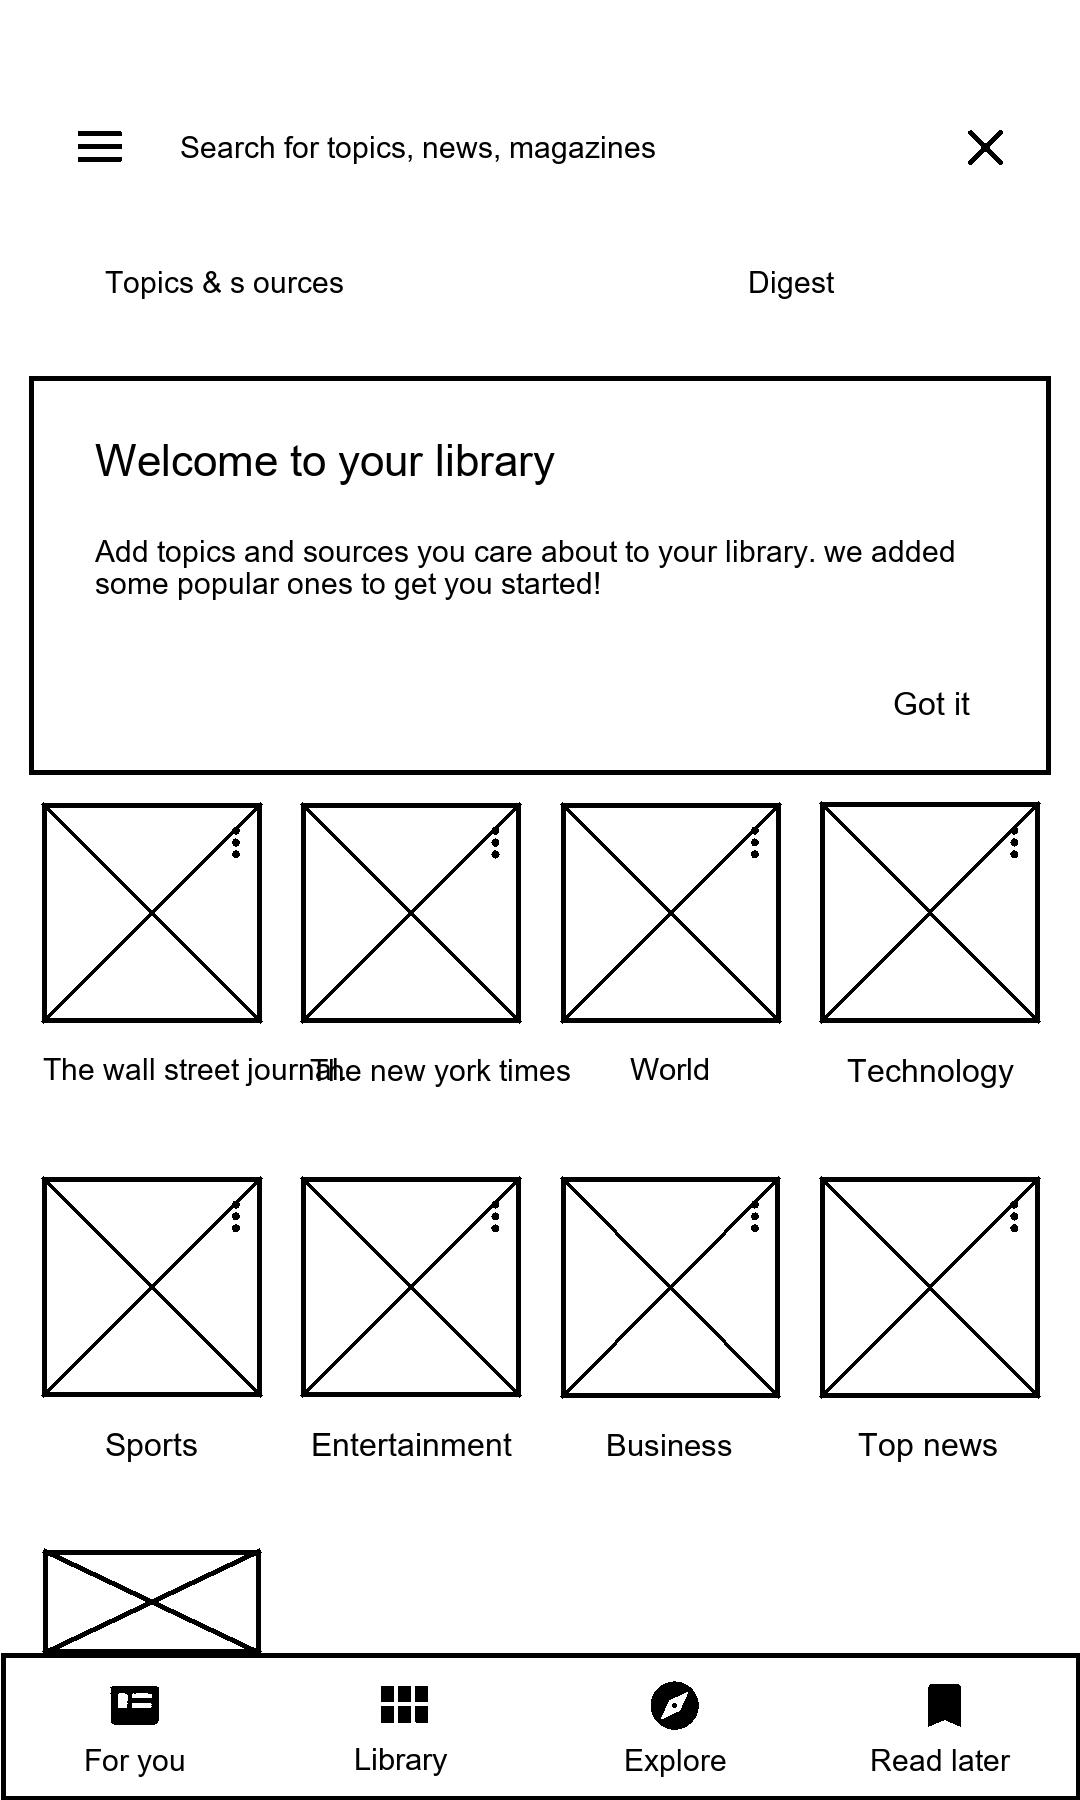 Search for topics, news, magazines
Topics & s ources
Digest
Welcome to your library
Add topics and sources you care about to your library. we added
some popular ones to get you started!
Got it
The wall street journal.
The new york times
World
Technology
Sports
Entertainment
Business
Top news
For you
Library
Explore
Read later